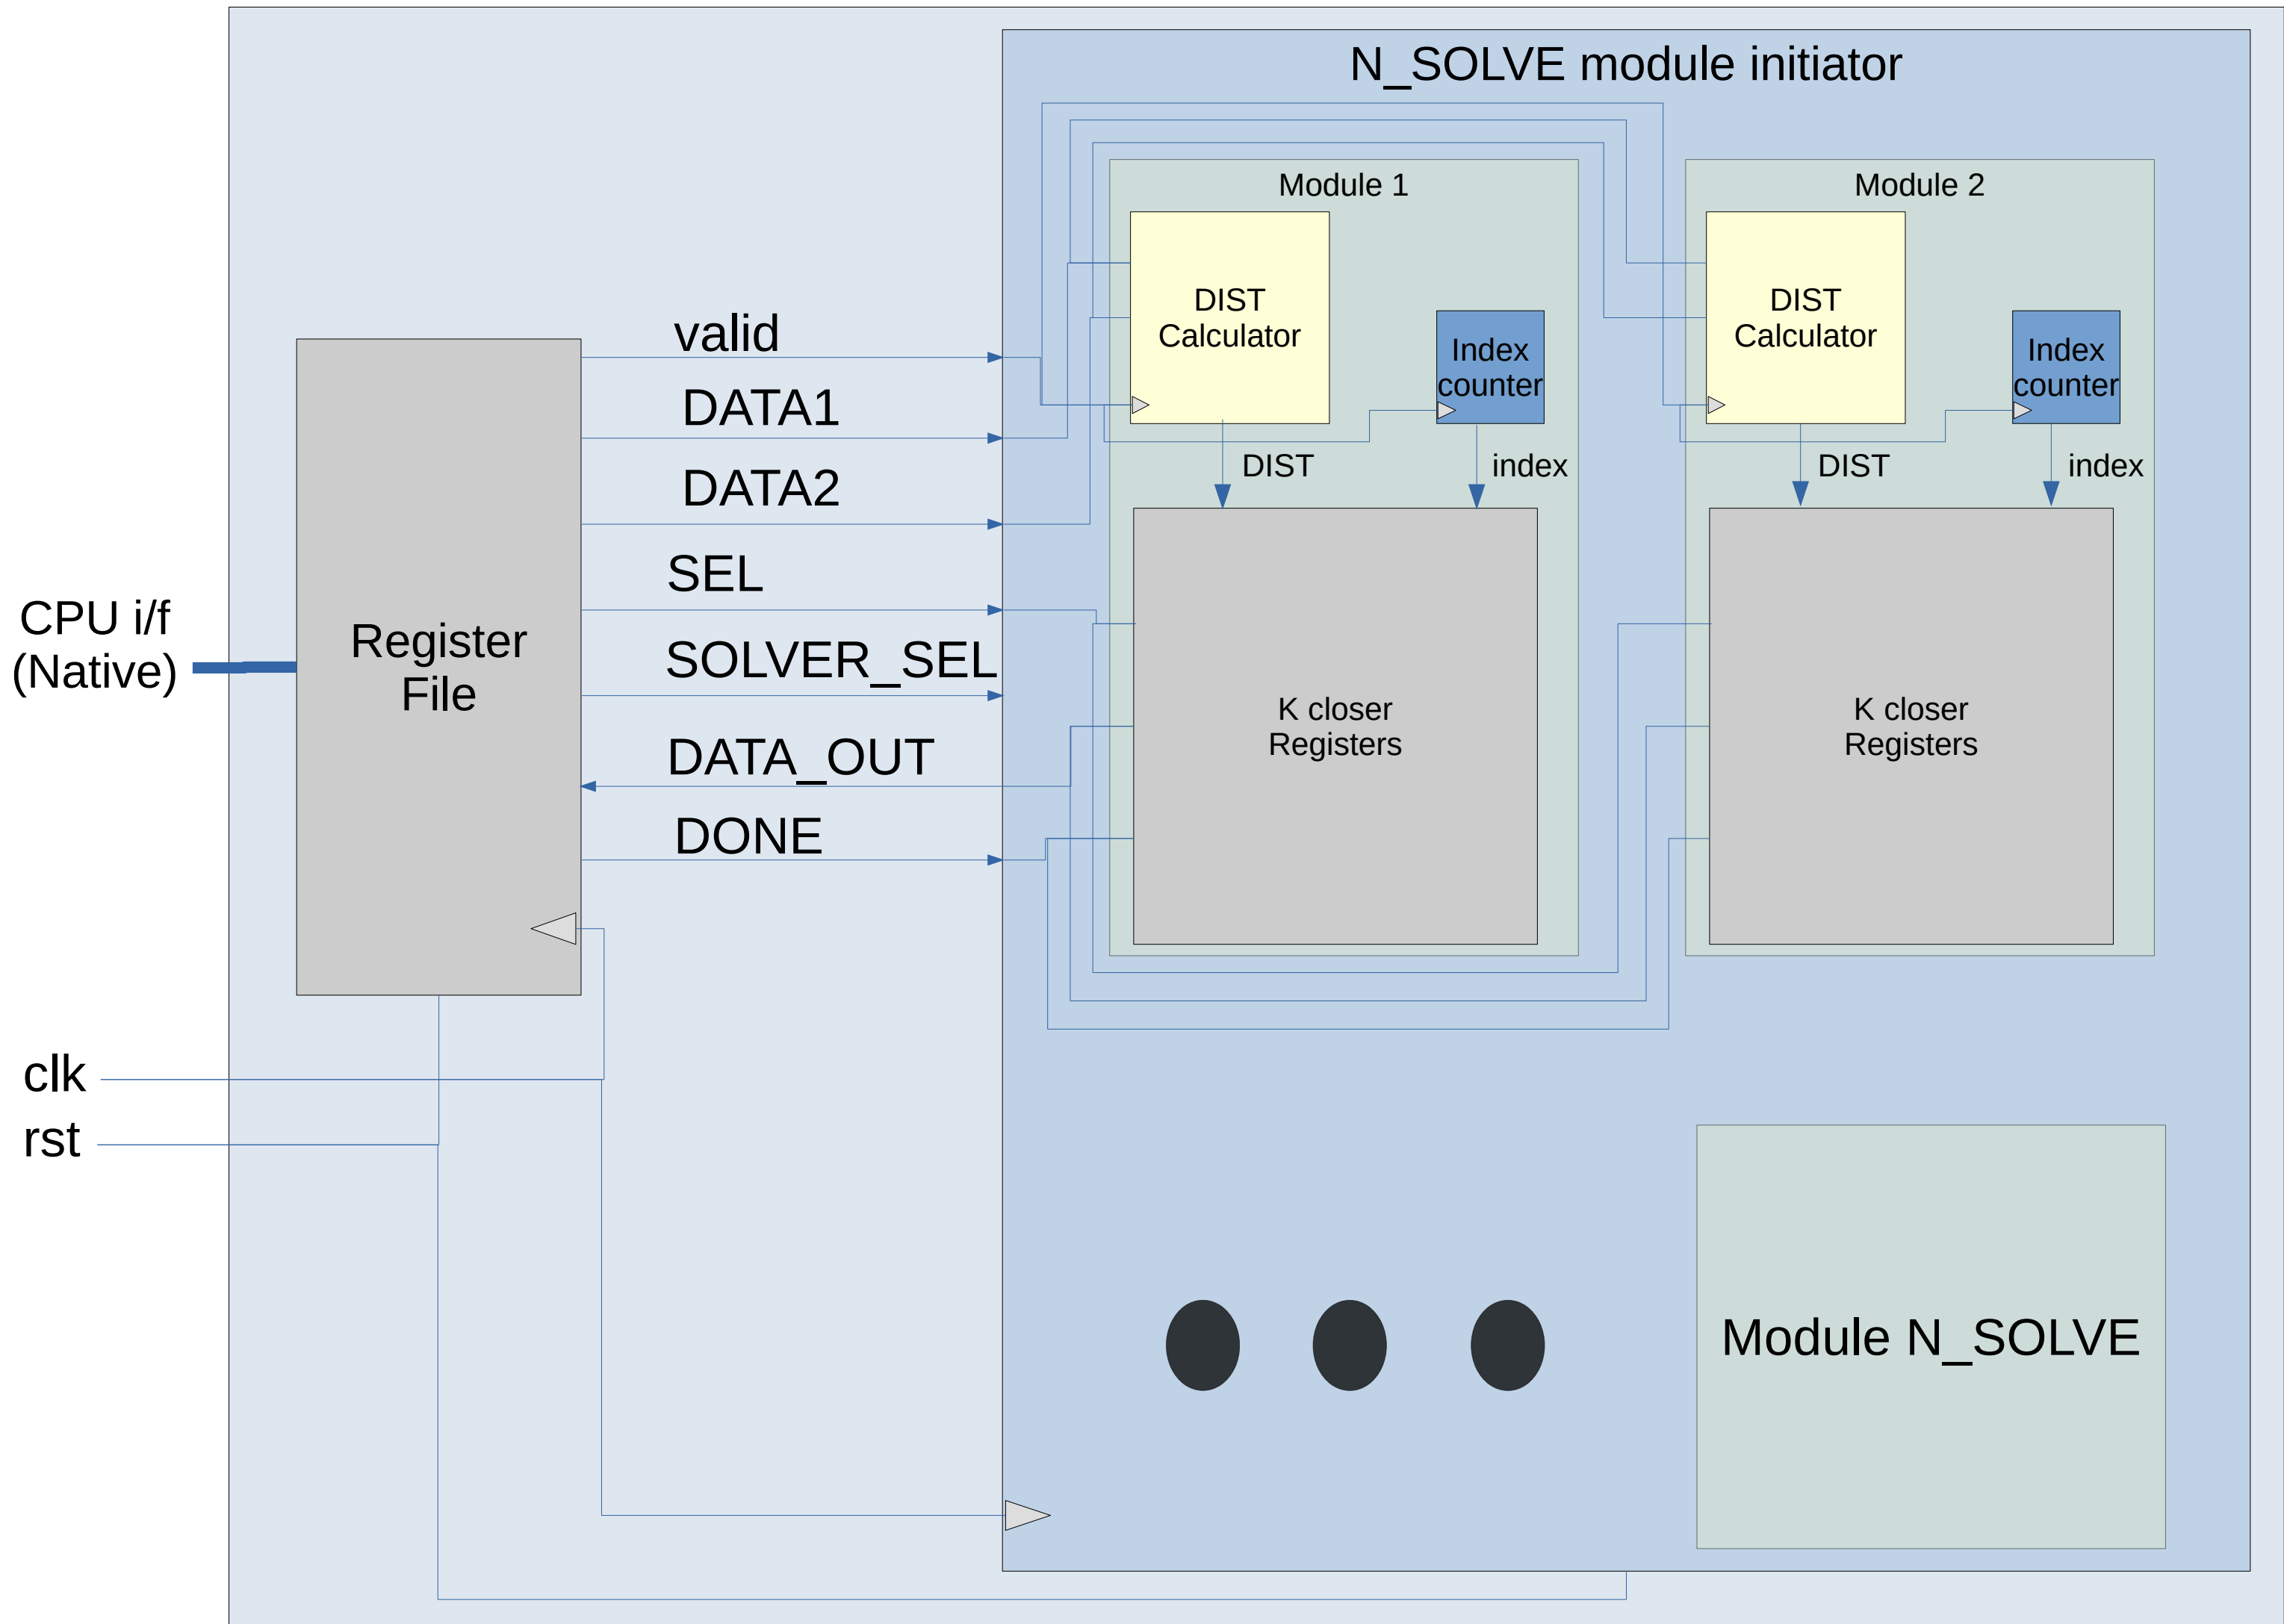 N_SOLVE module initiator
Module 1
Module 2
DIST
Calculator
Index
counter
DIST
Calculator
Index
counter
valid
DATA1
DATA2
SEL
SOLVER_SEL
DATA_OUT
DONE
DIST
index
DIST
index
CPU i/f
(Native)
Register
File
K closer
Registers
K closer
Registers
clk
rst
Module N_SOLVE